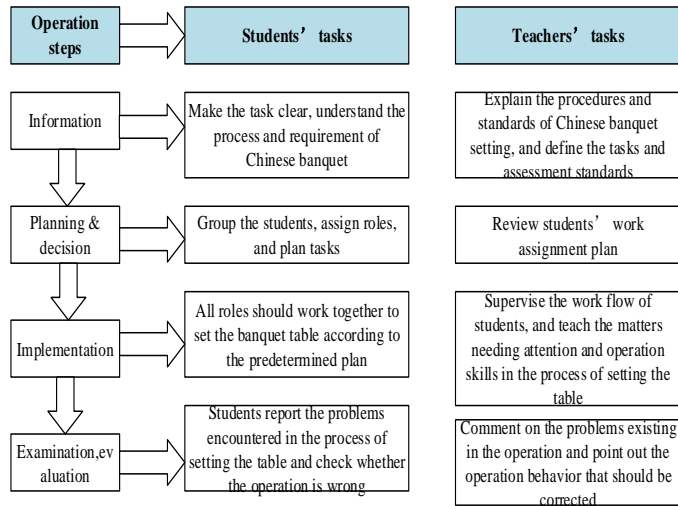 Operation
steps
Students' tasks
Teachers' tasks
Information
Make the task clear, understand the
process and requirement of
Chinese banquet
Explain the procedures and
standards of Chinese banquet
setting, and define the tasks and
assessment standards
Planning &
decision
Group the students, assign roles,
and plan tasks
Review students' work
assignment plan
Implementation
All roles should work together to
set the banquet table according to
the predetermined plan
Supervise the work flow of
students, and teach the matters
needing attention and operation
skills in the process of setting the
table
Examination,ev
aluation
Students report the problems
encountered in the process of
setting the table and check whether
the operation is wrong
Comment on the problems existing
in the operation and point out the
operation behavior that should be
corrected